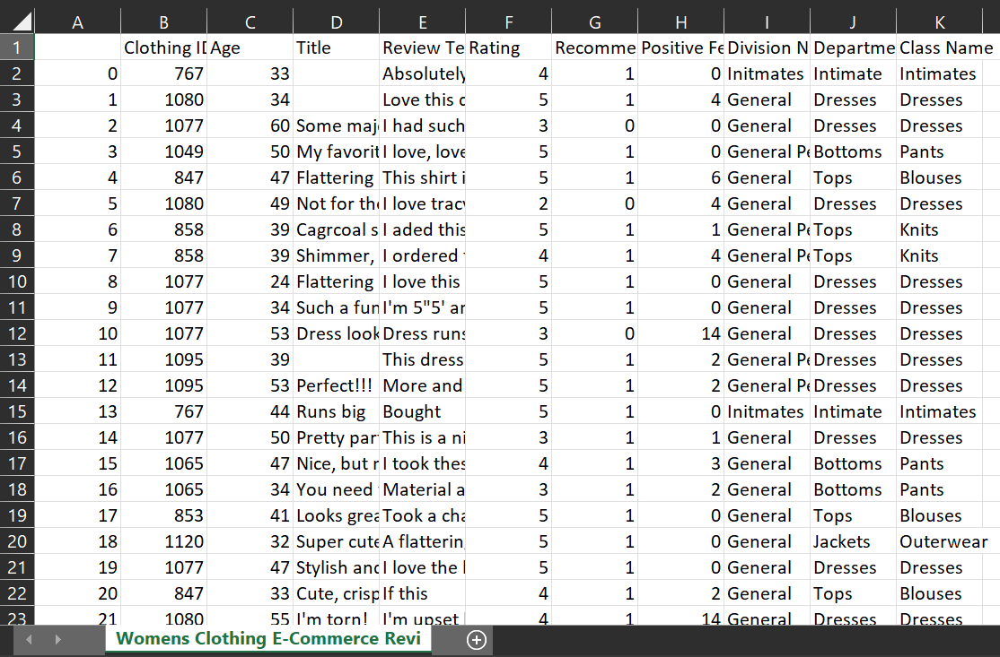 A B C D E F G H I J K
1 Clothing ID Age Title Review Te Rating Recomme Positive Fe Division N Departme Class Name
2 0 767 33 Absolutely 4 1 0 Initmates Intimate Intimates
3 1 1080 34 Love this d 5 1 4 General Dresses Dresses
4 2 1077 60 Some maj I had such 3 0 0 General Dresses Dresses
5 3 1049 50 My favorit I love, love 5 1 0 General Pe Bottoms Pants
6 4 847 47 Flattering This shirt i 5 1 6 General Tops Blouses
7 5 1080 49 Not for the I love tracy 2 0 4 General Dresses Dresses
8 6 858 39 Cagrcoal s I aded this 5 1 1 General Pe Tops Knits
9 7 858 39 Shimmer, I ordered 4 1 4 General Pe Tops Knits
10 8 1077 24 Flattering I love this 5 1 0 General Dresses Dresses
11 9 1077 34 Such a fun I'm 5"5' an 5 1 0 General Dresses Dresses
12 10 1077 53 Dress look Dress runs 3 0 14 General Dresses Dresses
13 11 1095 39 This dress 5 1 2 General Pe Dresses Dresses
14 12 1095 53 Perfect!!! More and 5 1 2 General Pe Dresses Dresses
15 13 767 44 Runs big Bought 5 1 0 Initmates Intimate Intimates
16 14 1077 50 Pretty par This is a ni 3 1 1 General Dresses Dresses
17 15 1065 47 Nice, but n I took thes 4 1 3 General Bottoms Pants
18 16 1065 34 You need Material a 3 1 2 General Bottoms Pants
19 17 853 41 Looks grea Took a cha 5 1 0 General Tops Blouses
20 18 1120 32 Super cute A flattering 5 1 0 General Jackets Outerwear
21 19 1077 47 Stylish and I love the 5 1 0 General Dresses Dresses
22 20 847 33 Cute, crisp If this 4 1 2 General Tops Blouses
23 21 1080 55 I'm torn! I'm upset 4 1 14 General Dresses Dresses
Womens Clothing E-Commerce Revi